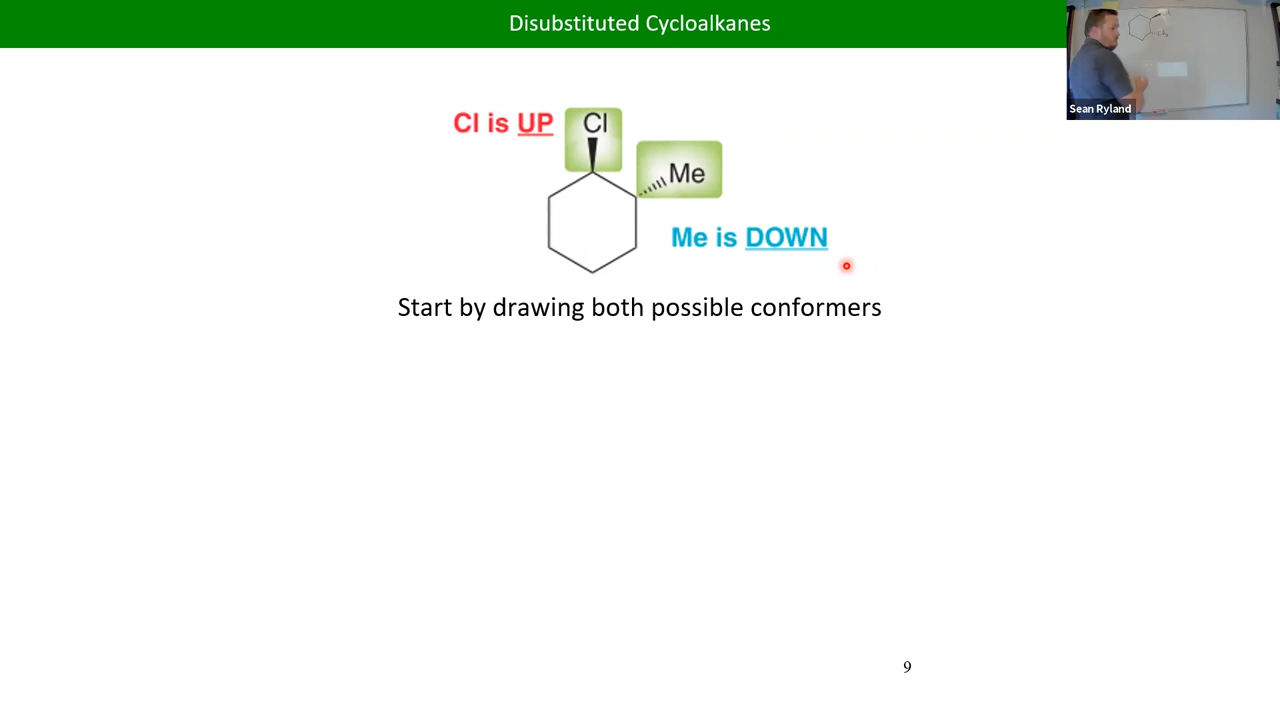 Disubstituted Cycloalkanes
Sean Ryland
Cl is UP
Cl
Me
Me is DOWN
Start by drawing both possible conformers
9